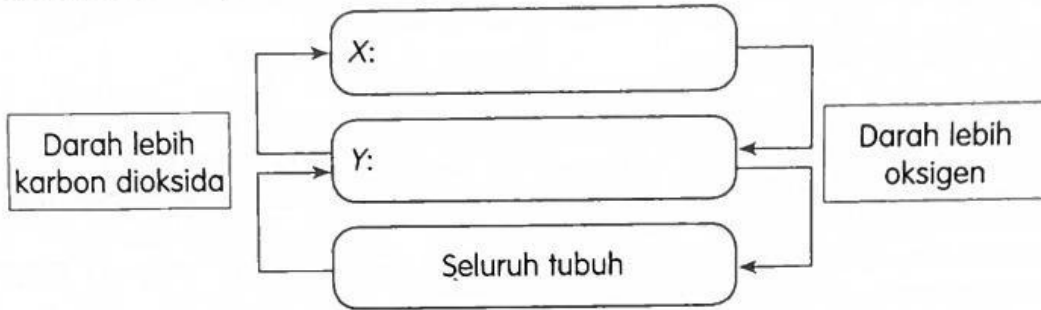 X:
Darah lebih
karbon dioksida
Y:
Darah lebih
oksigen
Seluruh tubuh